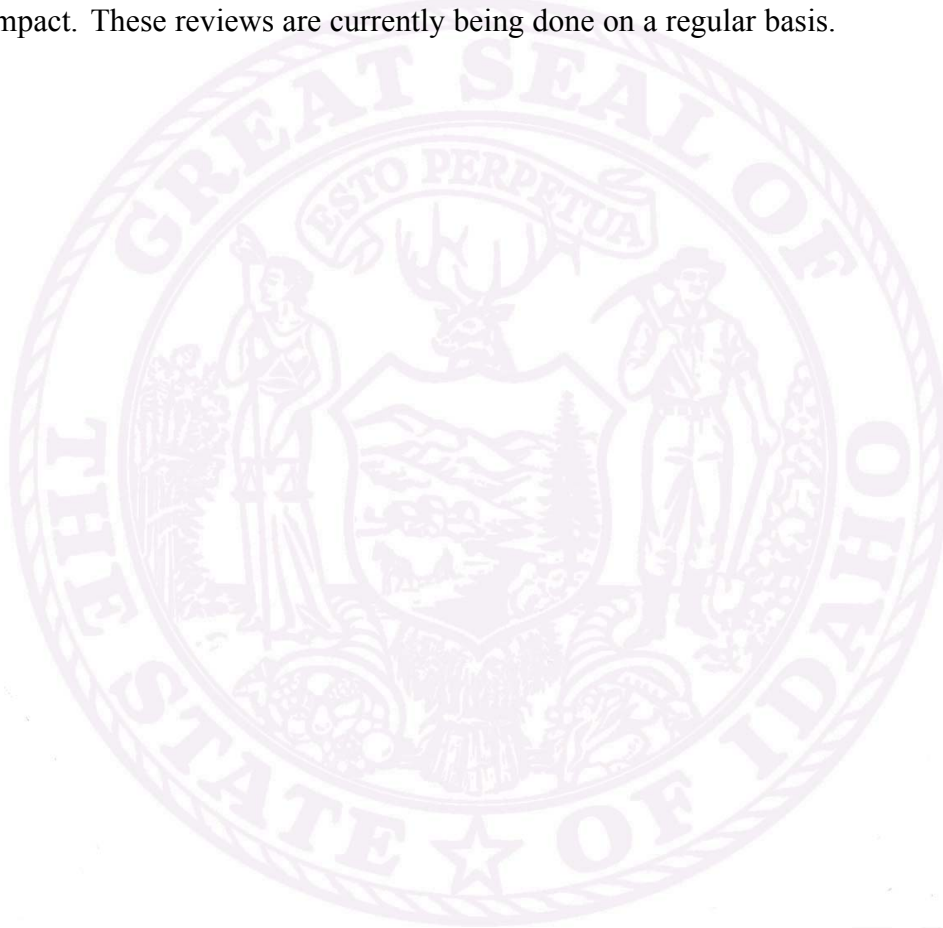 mpact. These reviews are currently being done on a regular basis.
GREAT SEAL OF
ESTO PERPETUA
THE STATE OF IDAHO